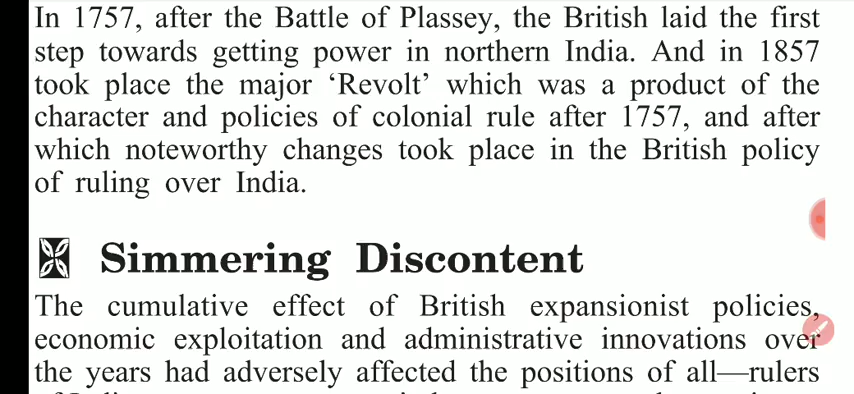 In 1757, after the Battle of Plassey, the British laid the first
step towards getting power in northern India. And in 1857
took place the major ‘Revolt’ which was a product of the
character and policies of colonial rule after 1757, and after
which noteworthy changes took place in the British policy
of ruling over India.
Simmering Discontent
The cumulative effect of British expansionist policies,
economic exploitation and administrative innovations over
the years had adversely affected the positions of all—rulers